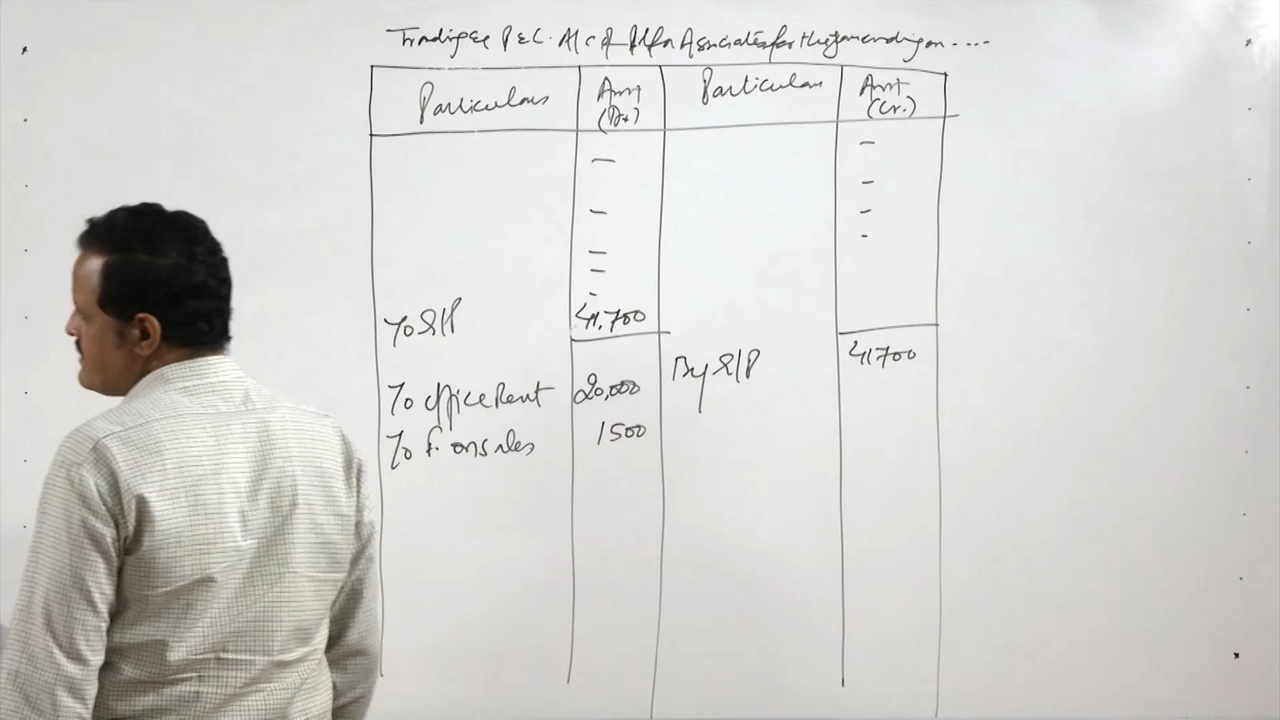 Trading & P & L. A/c of Alfa Associates for the year ending on ....
Particulars Amt (Dr.) Particulars Amt (Cr.)
To G/P 41,700
By G/P 41700
To office Rent 20,000
To F. on sales 1500